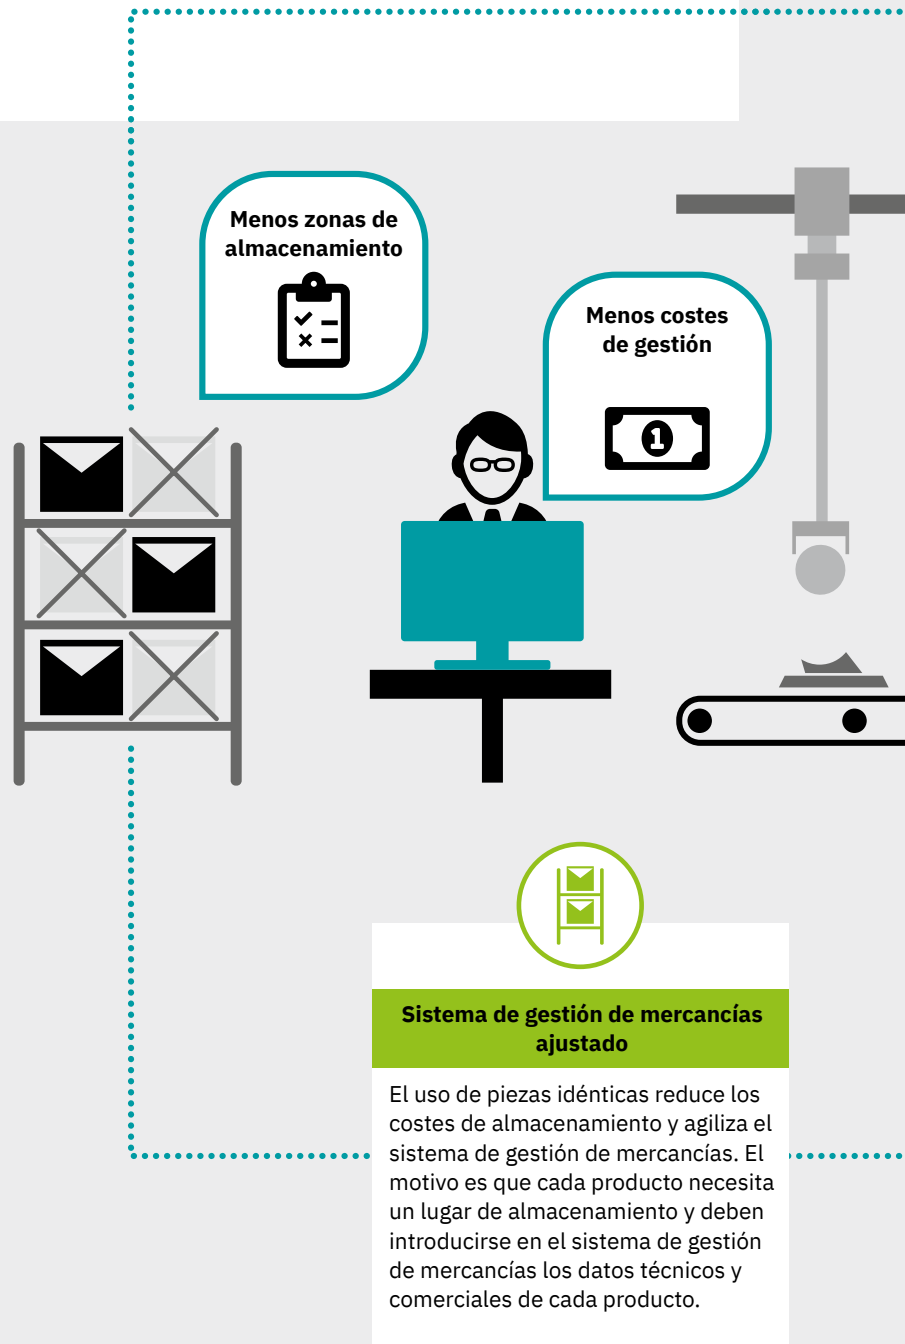 Menos zonas de
almacenamiento
Menos costes
de gestión
1
Sistema de gestión de mercancías
ajustado
El uso de piezas idénticas reduce los
costes de almacenamiento y agiliza el
sistema de gestión de mercancías. El
motivo es que cada producto necesita
un lugar de almacenamiento y deben
introducirse en el sistema de gestión
de mercancías los datos técnicos y
comerciales de cada producto.